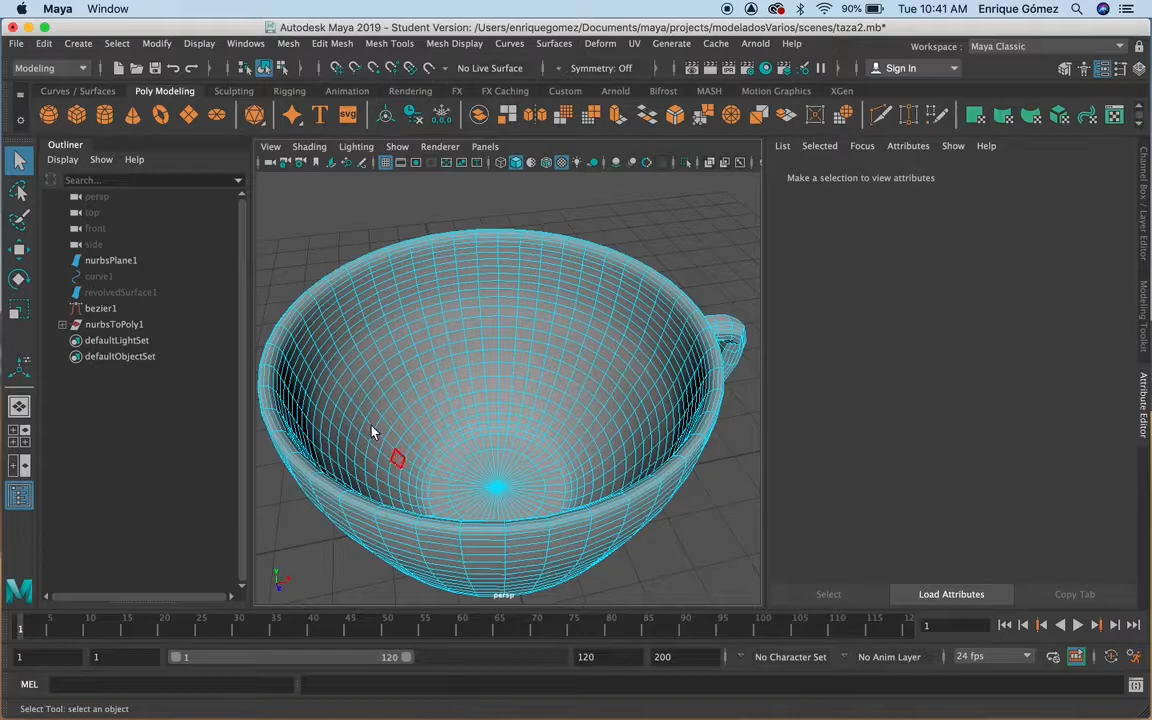 Maya Window 90% Tue 10:41 AM Enrique Gómez
Autodesk Maya 2019 - Student Version: /Users/enriquegomez/Documents/maya/projects/modeladosVarios/scenes/taza2.mb*
File Edit Create Select Modify Display Windows Mesh Edit Mesh Mesh Tools Mesh Display Curves Surfaces Deform UV Generate Cache Arnold Help Workspace : Maya Classic
Modeling No Live Surface Symmetry: Off Sign In
Curves / Surfaces Poly Modeling Sculpting Rigging Animation Rendering FX FX Caching Custom Arnold Bifrost MASH Motion Graphics XGen
Outliner
Display Show Help
Search...
persp
top
front
side
nurbsPlane1
curve1
revolvedSurface1
bezier1
nurbsToPoly1
defaultLightSet
defaultObjectSet
View Shading Lighting Show Renderer Panels
persp
List Selected Focus Attributes Show Help
Make a selection to view attributes
Select Load Attributes Copy Tab
Channel Box / Layer Editor
Modeling Toolkit
Attribute Editor
1 5 10 15 20 25 30 35 40 45 50 55 60 65 70 75 80 85 90 95 100 105 110 115 12 1
1 1 1 120 120 200 No Character Set No Anim Layer 24 fps
MEL
Select Tool: select an object